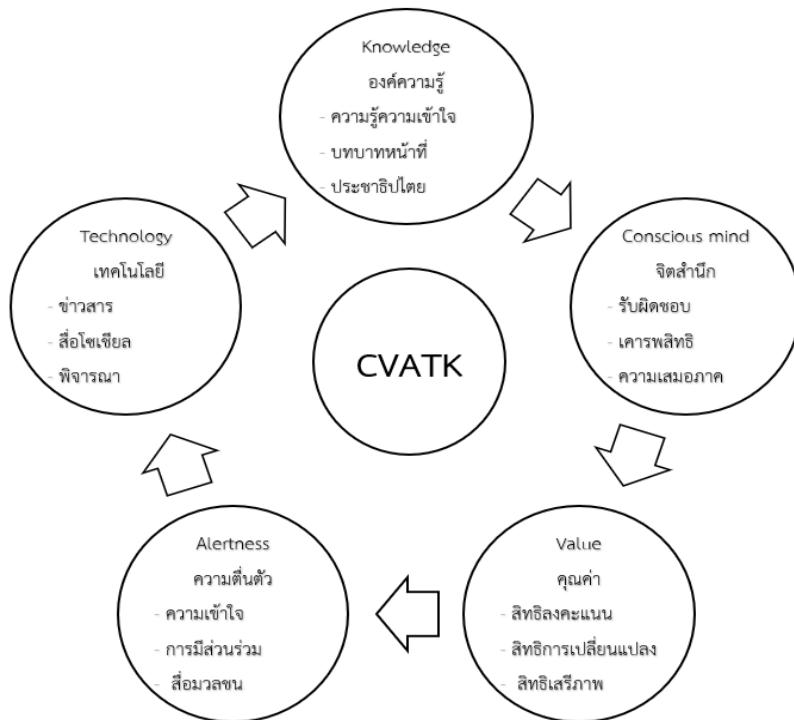 Knowledge
องค์ความรู้
- ความรู้ความเข้าใจ
- บทบาทหน้าที่
- ประชาธิปไตย
Conscious mind
จิตสำนึก
- รับผิดชอบ
- เคารพสิทธิ
- ความเสมอภาค
Value
คุณค่า
- สิทธิลงคะแนน
- สิทธิการเปลี่ยนแปลง
- สิทธิเสรีภาพ
Alertness
ความตื่นตัว
- ความเข้าใจ
- การมีส่วนร่วม
- สื่อมวลชน
Technology
เทคโนโลยี
- ข่าวสาร
- สื่อโซเชียล
- พิจารณา
CVATK